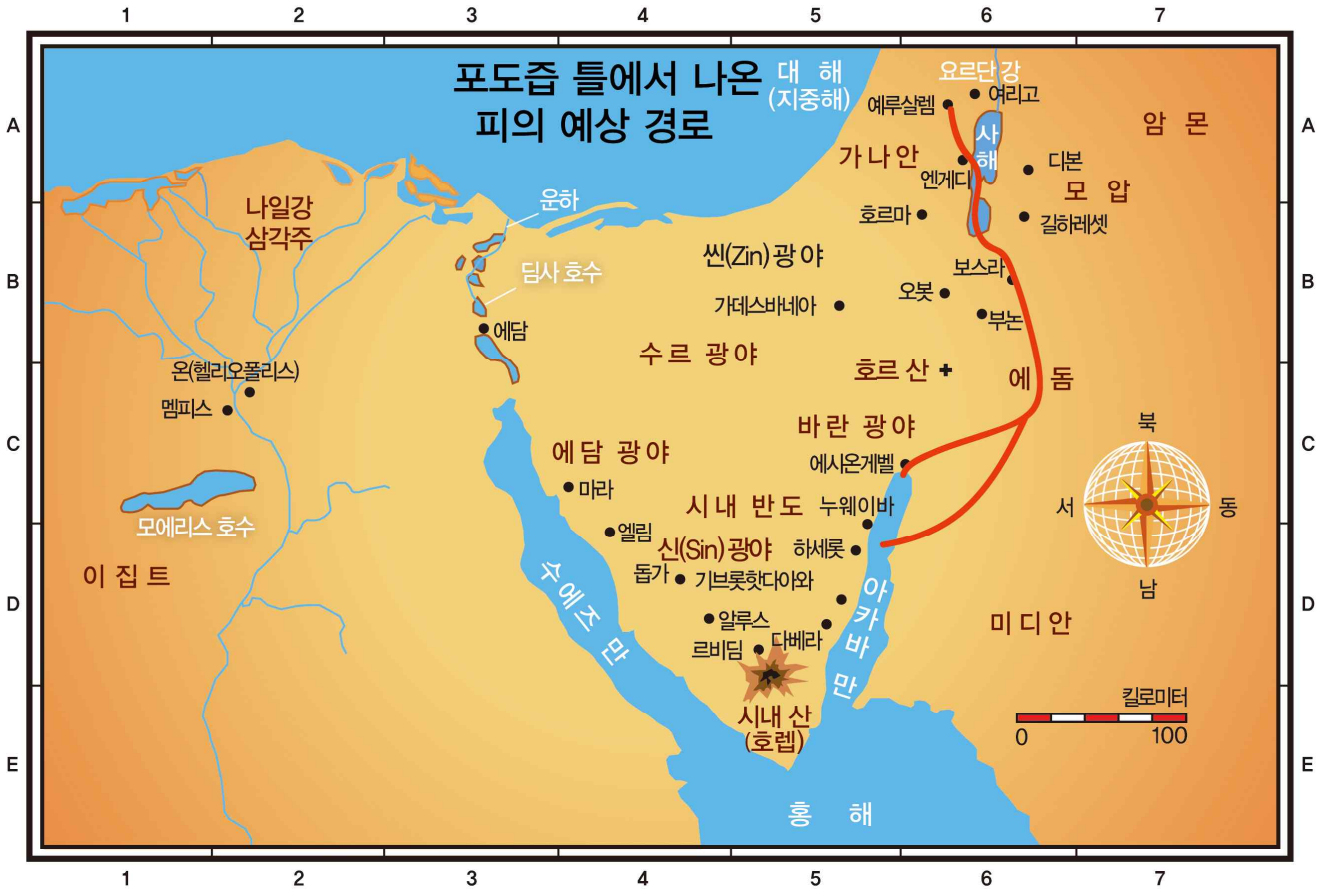 1 2 3 4 5 6 7
포도즙 틀에서 나온
피의 예상 경로
대 해
(지중해)
요르단 강
예루살렘
여리고
A
A
암 몬
사
해
가나안
엔게디
디본
모 압
나일강
삼각주
운하
호르마
길하레셋
씬(Zin)광야
딤사 호수
보스라
B
B
오봇
가데스바네아
부논
에담
수르 광야
온(헬리오폴리스)
호르 산
에 돔
멤피스
바란 광야
북
C
C
에담 광야
에시온게벨
마라
시내 반도
누웨이바
서
동
모에리스 호수
엘림
신(Sin)광야
하세롯
이집트
돕가
기브롯핫다아와
남
수에즈 만
아카바 만
D
D
알루스
다베라
미디안
르비딤
킬로미터
시내 산
(호렙)
0 100
E
E
홍 해
1 2 3 4 5 6 7